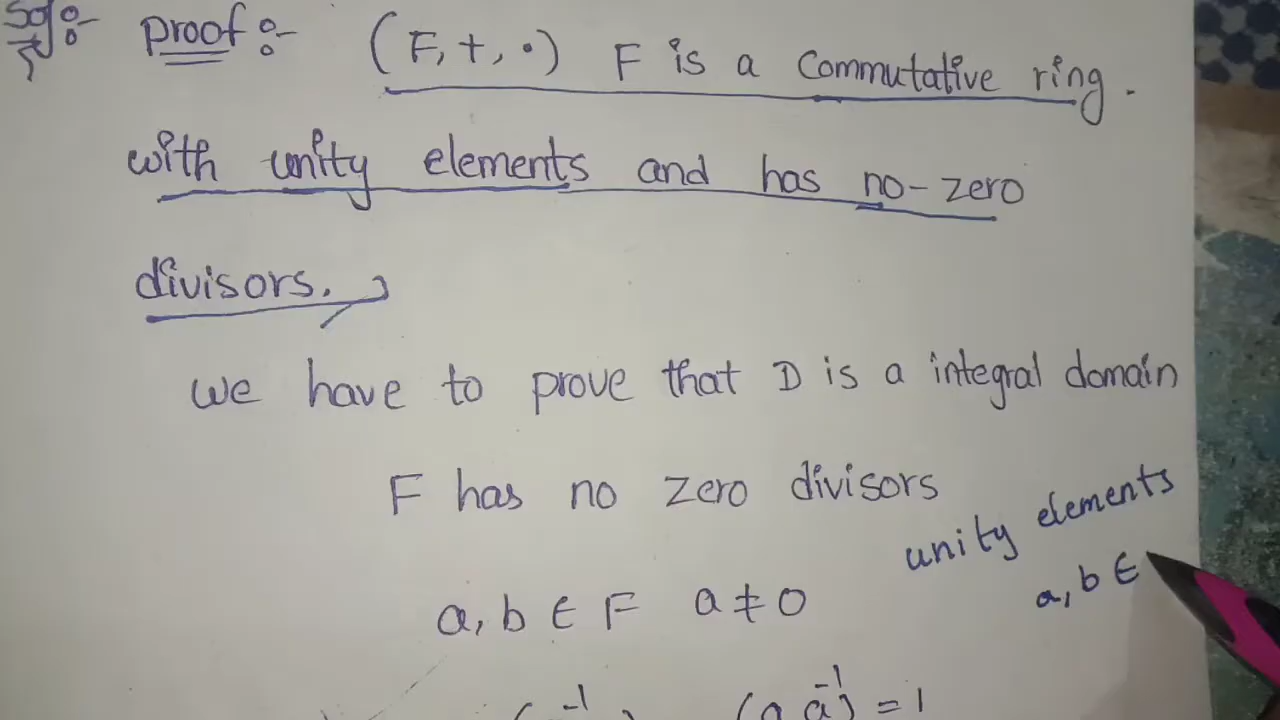 Sol:- Proof:- (F, +, •) F is a commutative ring.
with unity elements and has no-zero
divisors.
we have to prove that D is a integral domain
F has no zero divisors
unity elements
a, b ∈
a, b ∈ F a ≠ 0
(a a⁻¹) = 1